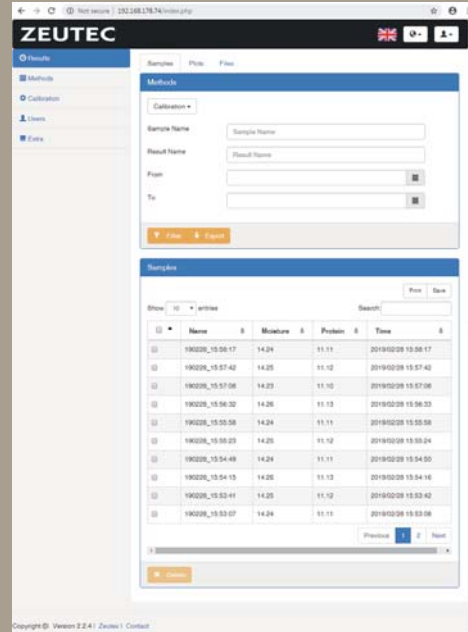 Not secure | 192.168.178.74/index.php
ZEUTEC
Results
Methods
Calibration
Users
Extra
Samples Plots Files
Methods
Calibration
Sample Name Sample Name
Result Name Result Name
From
To
Filter Export
Samples
Print Save
Show 10 entries Search:
Name Moisture Protein Time
190228_15:58:17 14.24 11.11 2019/02/28 15:58:17
190228_15:57:42 14.25 11.12 2019/02/28 15:57:42
190228_15:57:08 14.23 11.10 2019/02/28 15:57:08
190228_15:56:32 14.26 11.13 2019/02/28 15:56:33
190228_15:55:58 14.24 11.11 2019/02/28 15:55:58
190228_15:55:23 14.25 11.12 2019/02/28 15:55:24
190228_15:54:49 14.24 11.11 2019/02/28 15:54:50
190228_15:54:15 14.26 11.13 2019/02/28 15:54:16
190228_15:53:41 14.25 11.12 2019/02/28 15:53:42
190228_15:53:07 14.24 11.11 2019/02/28 15:53:08
Previous 1 2 Next
Delete
Copyright © Version 2.2.4 | Zeutec | Contact